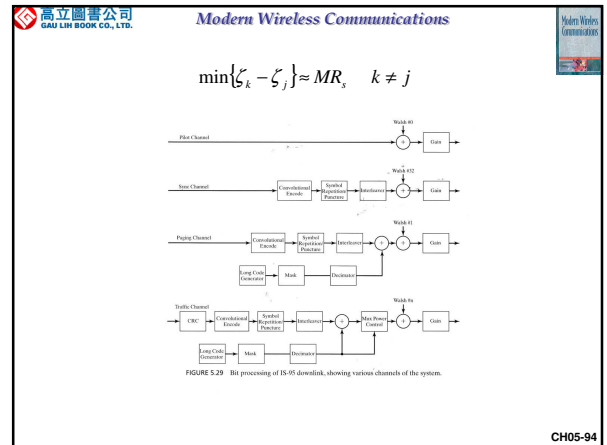 高立圖書公司
GAU LIH BOOK CO., LTD.
Modern Wireless Communications
Modern Wireless
Communications
min{ζk − ζj} ≈ MRs   k ≠ j
Walsh #0
Pilot Channel
+
Gain
Walsh #32
Sync Channel
Convolutional
Encode
Symbol
Repetition/
Puncture
Interleaver
+
Gain
Walsh #1
Paging Channel
Convolutional
Encode
Symbol
Repetition/
Puncture
Interleaver
+
+
Gain
Long Code
Generator
Mask
Decimator
Walsh #n
Traffic Channel
CRC
Convolutional
Encode
Symbol
Repetition/
Puncture
Interleaver
+
Max Power
Control
+
Gain
Long Code
Generator
Mask
Decimator
FIGURE 5.29 Bit processing of IS-95 downlink, showing various channels of the system.
CH05-94